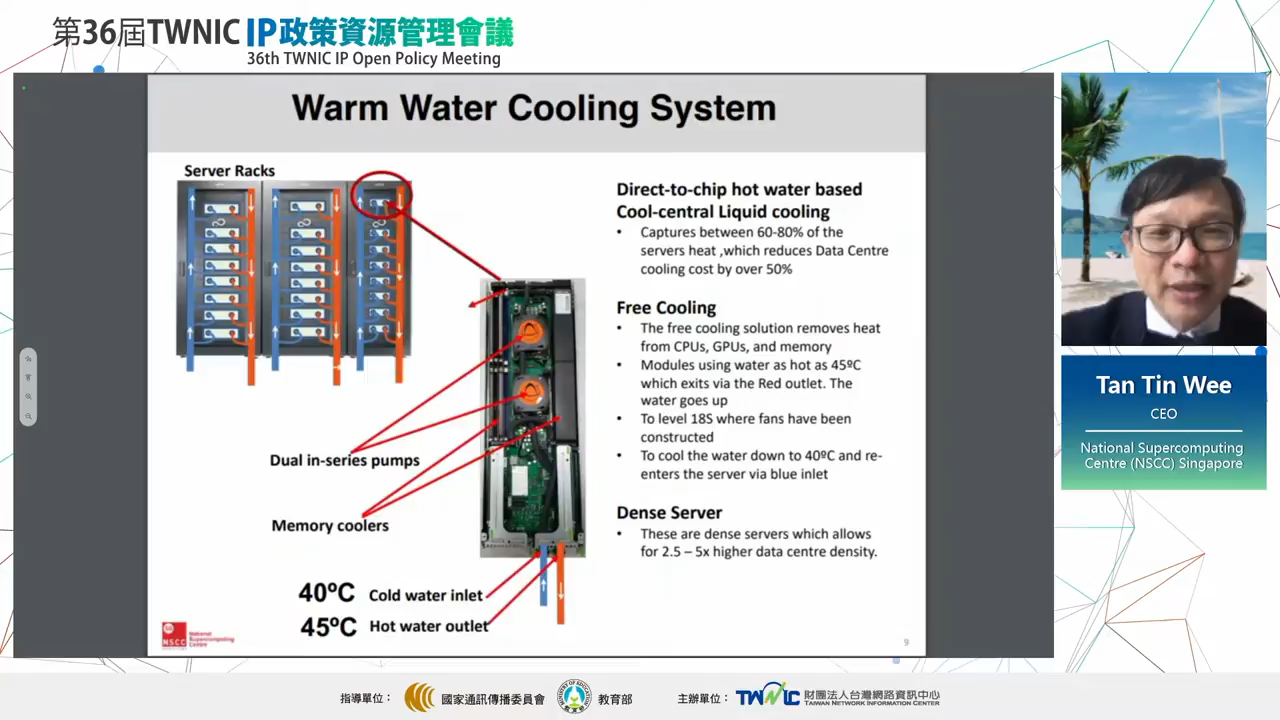 第36屆TWNIC IP政策資源管理會議
36th TWNIC IP Open Policy Meeting
Warm Water Cooling System
Server Racks
Dual in-series pumps
Memory coolers
40ºC Cold water inlet
45ºC Hot water outlet
Direct-to-chip hot water based
Cool-central Liquid cooling
• Captures between 60-80% of the
servers heat ,which reduces Data Centre
cooling cost by over 50%
Free Cooling
• The free cooling solution removes heat
from CPUs, GPUs, and memory
• Modules using water as hot as 45ºC
which exits via the Red outlet. The
water goes up
• To level 18S where fans have been
constructed
• To cool the water down to 40ºC and re-
enters the server via blue inlet
Dense Server
• These are dense servers which allows
for 2.5 – 5x higher data centre density.
NSCC
National
Supercomputing
Centre
9
Tan Tin Wee
CEO
National Supercomputing
Centre (NSCC) Singapore
指導單位： 國家通訊傳播委員會 教育部 主辦單位： TWNIC 財團法人台灣網路資訊中心
TAIWAN NETWORK INFORMATION CENTER